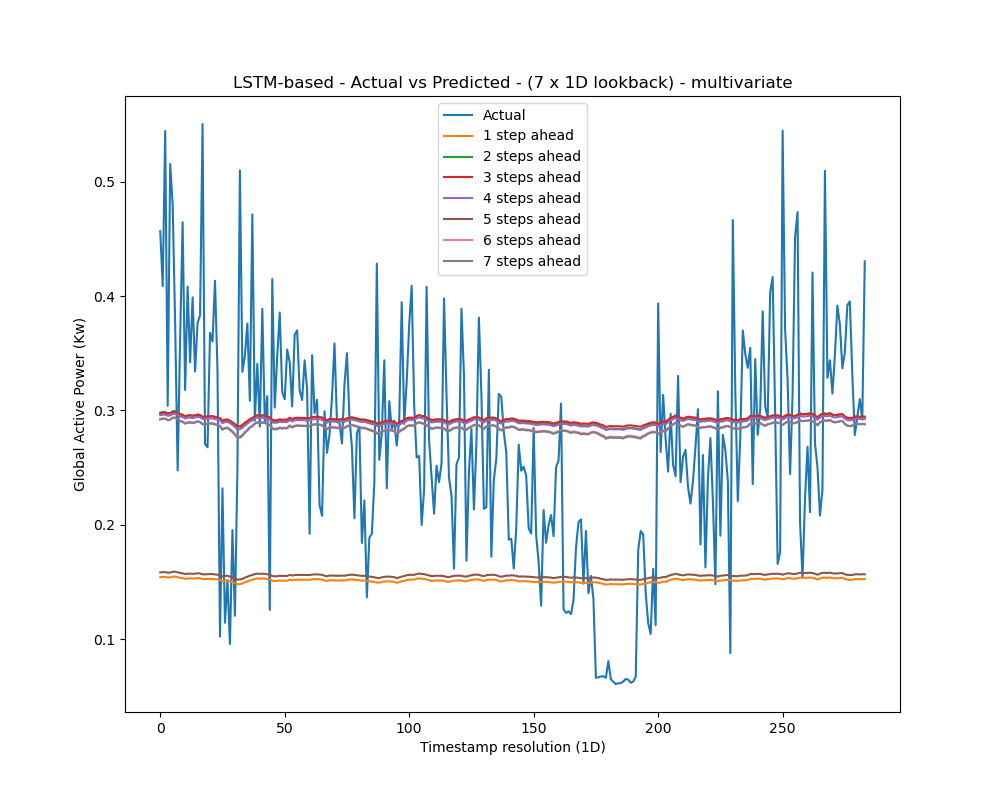 LSTM-based - Actual vs Predicted - (7 x 1D lookback) - multivariate
Actual
1 step ahead
2 steps ahead
3 steps ahead
4 steps ahead
5 steps ahead
6 steps ahead
7 steps ahead
Global Active Power (Kw)
0.5
0.4
0.3
0.2
0.1
0 50 100 150 200 250
Timestamp resolution (1D)